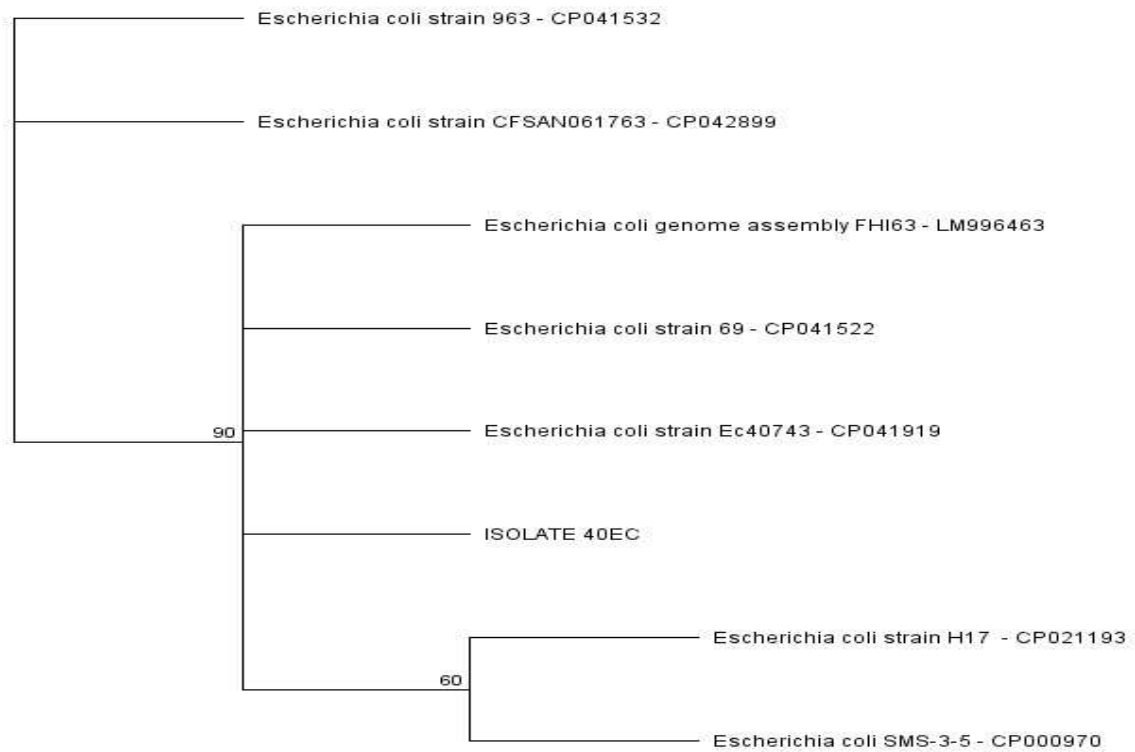 Escherichia coli strain 963 - CP041532
Escherichia coli strain CFSAN061763 - CP042899
Escherichia coli genome assembly FHI63 - LM996463
Escherichia coli strain 69 - CP041522
90
Escherichia coli strain Ec40743 - CP041919
ISOLATE 40EC
Escherichia coli strain H17 - CP021193
60
Escherichia coli SMS-3-5 - CP000970